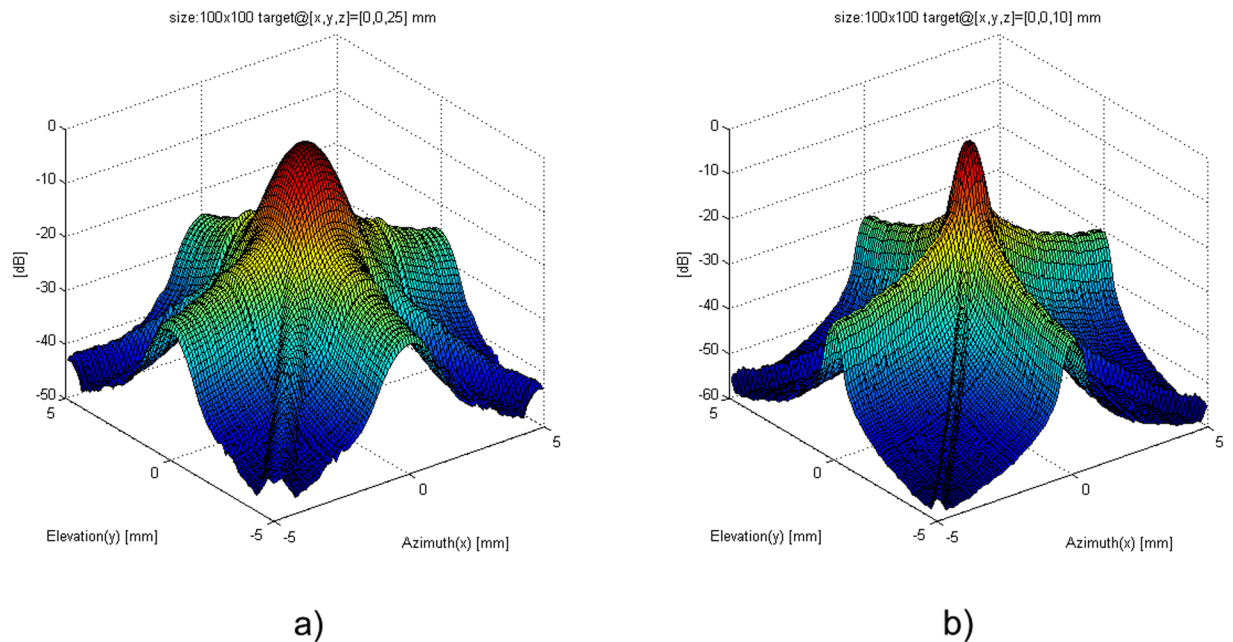 size:100x100 target@[x,y,z]=[0,0,25] mm
0
-10
-20
-30
-40
-50
[dB]
5
0
-5
Elevation(y) [mm]
-5
0
5
Azimuth(x) [mm]
a)
size:100x100 target@[x,y,z]=[0,0,10] mm
0
-10
-20
-30
-40
-50
-60
[dB]
5
0
-5
Elevation(y) [mm]
-5
0
5
Azimuth(x) [mm]
b)